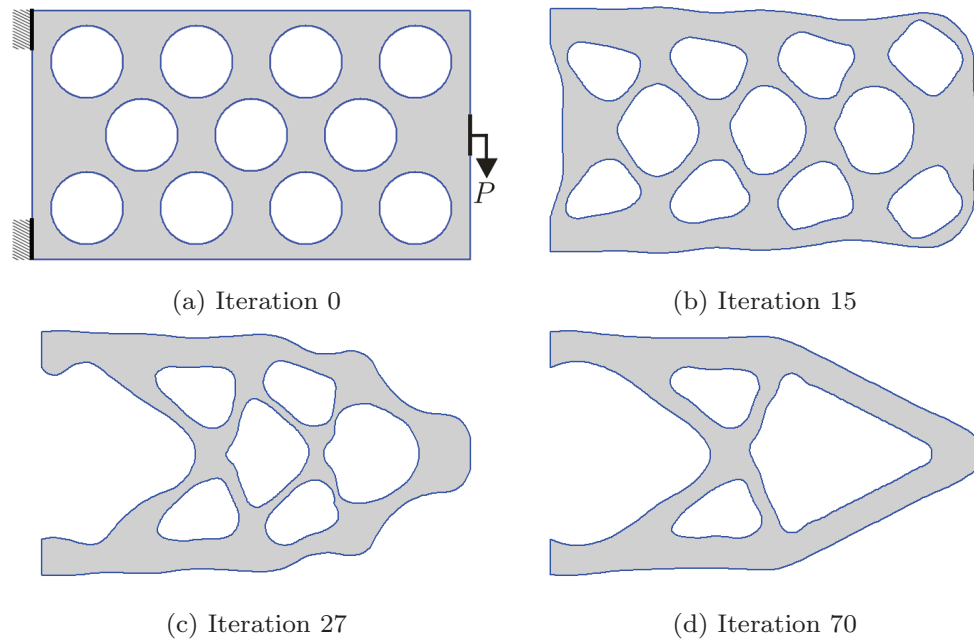 P
(a) Iteration 0
(b) Iteration 15
(c) Iteration 27
(d) Iteration 70